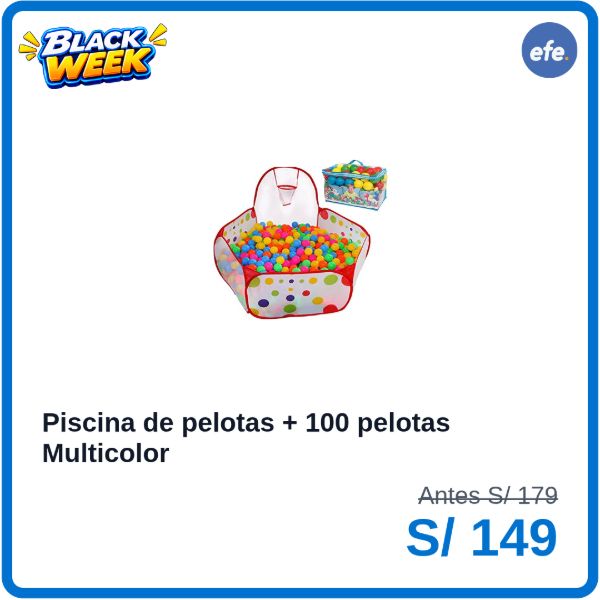 BLACK
WEEK
efe.
Piscina de pelotas + 100 pelotas
Multicolor
Antes S/ 179
S/ 149